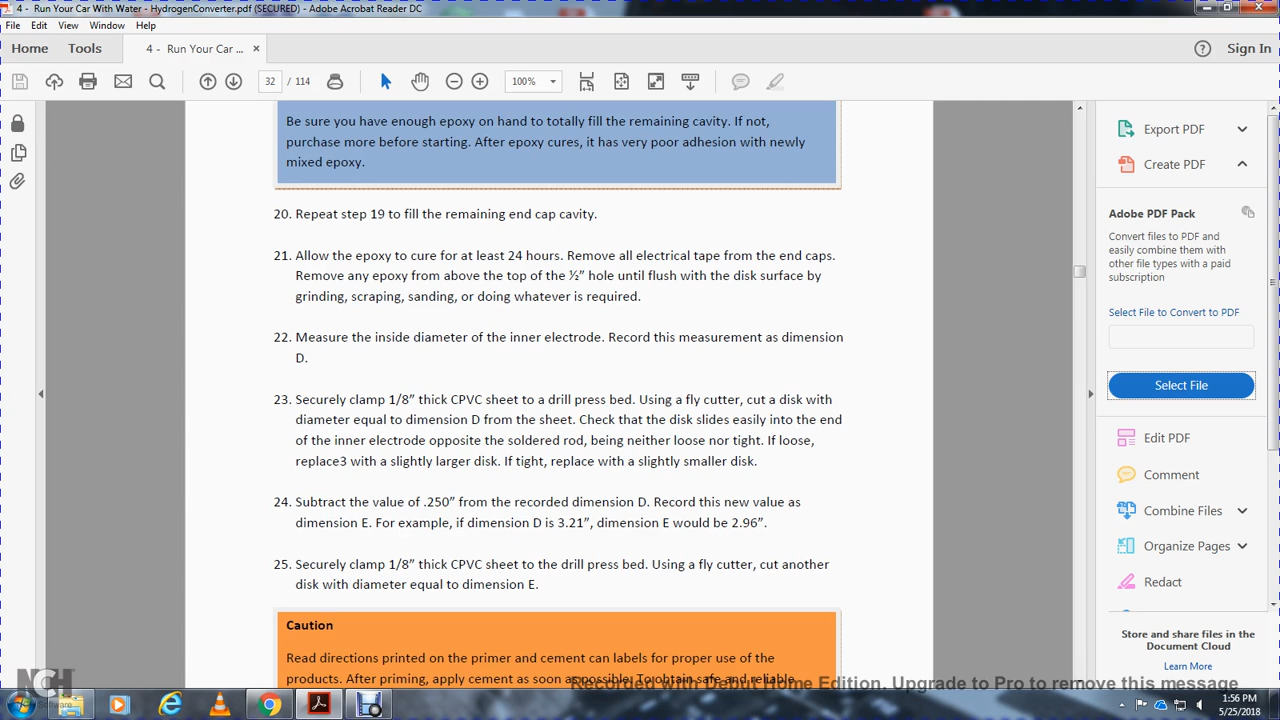 4 - Run Your Car With Water - HydrogenConverter.pdf (SECURED) - Adobe Acrobat Reader DC
File Edit View Window Help
Home Tools 4 - Run Your Car ... × Sign In
32 / 114 100%
Be sure you have enough epoxy on hand to totally fill the remaining cavity. If not,
purchase more before starting. After epoxy cures, it has very poor adhesion with newly
mixed epoxy.
20. Repeat step 19 to fill the remaining end cap cavity.
21. Allow the epoxy to cure for at least 24 hours. Remove all electrical tape from the end caps.
Remove any epoxy from above the top of the ½” hole until flush with the disk surface by
grinding, scraping, sanding, or doing whatever is required.
22. Measure the inside diameter of the inner electrode. Record this measurement as dimension
D.
23. Securely clamp 1/8” thick CPVC sheet to a drill press bed. Using a fly cutter, cut a disk with
diameter equal to dimension D from the sheet. Check that the disk slides easily into the end
of the inner electrode opposite the soldered rod, being neither loose nor tight. If loose,
replace3 with a slightly larger disk. If tight, replace with a slightly smaller disk.
24. Subtract the value of .250” from the recorded dimension D. Record this new value as
dimension E. For example, if dimension D is 3.21”, dimension E would be 2.96”.
25. Securely clamp 1/8” thick CPVC sheet to the drill press bed. Using a fly cutter, cut another
disk with diameter equal to dimension E.
Caution
Read directions printed on the primer and cement can labels for proper use of the
products. After priming, apply cement as soon as possible. To obtain safe and reliable
Export PDF
Create PDF
Adobe PDF Pack
Convert files to PDF and
easily combine them with
other file types with a paid
subscription
Select File to Convert to PDF
Select File
Edit PDF
Comment
Combine Files
Organize Pages
Redact
Store and share files in the
Document Cloud
Learn More
NCH
Software
Recorded with Debut Home Edition. Upgrade to Pro to remove this message
1:56 PM
5/25/2018